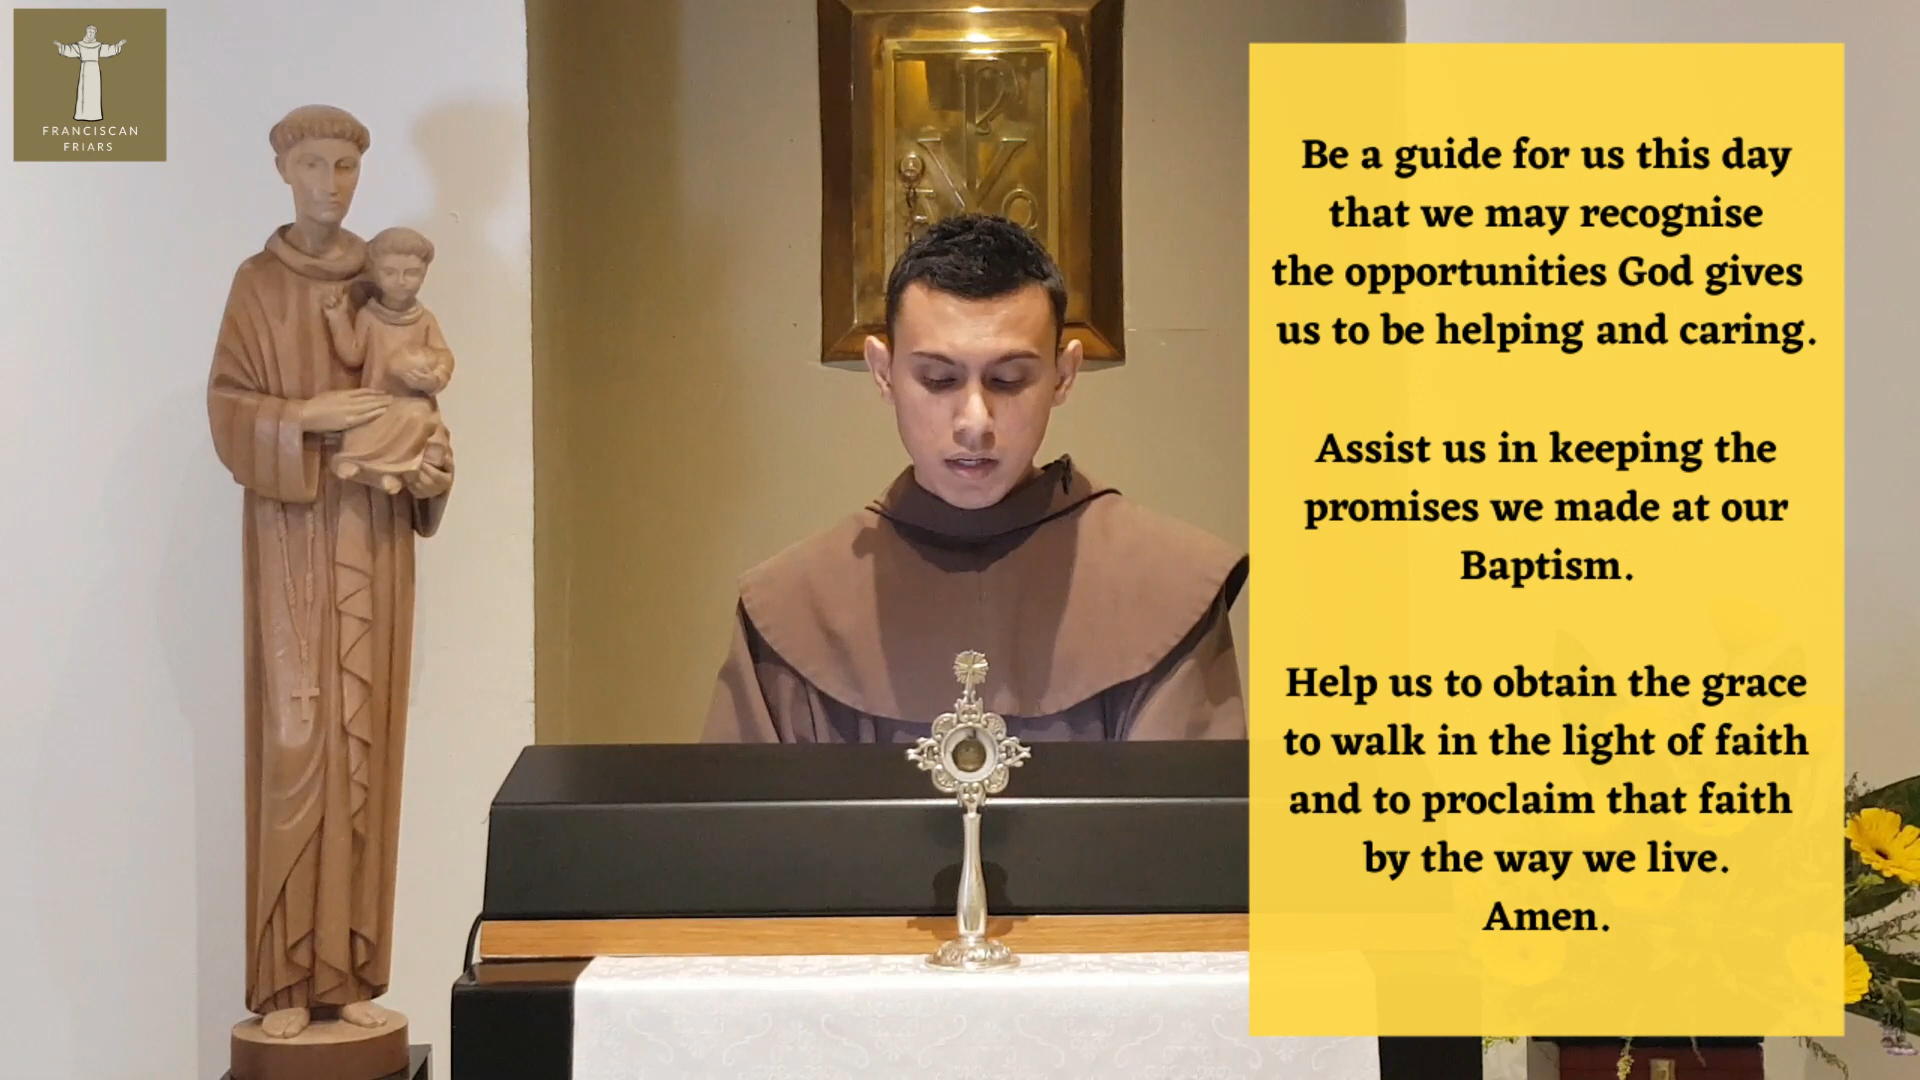 FRANCISCAN
FRIARS
Be a guide for us this day
that we may recognise
the opportunities God gives
us to be helping and caring.
Assist us in keeping the
promises we made at our
Baptism.
Help us to obtain the grace
to walk in the light of faith
and to proclaim that faith
by the way we live.
Amen.